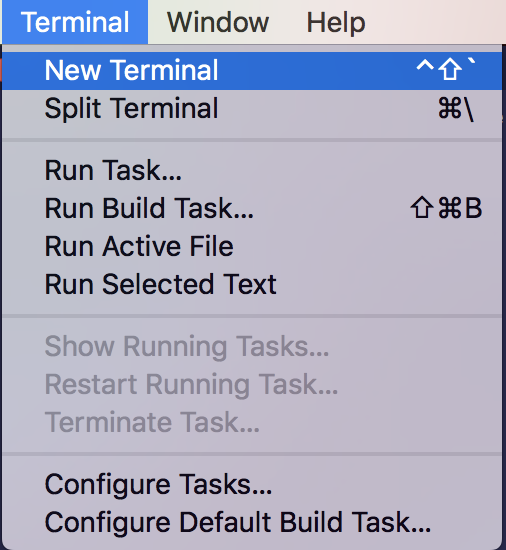 Terminal Window Help
New Terminal ^⇧`
Split Terminal ⌘\
Run Task...
Run Build Task... ⇧⌘B
Run Active File
Run Selected Text
Show Running Tasks...
Restart Running Task...
Terminate Task...
Configure Tasks...
Configure Default Build Task...